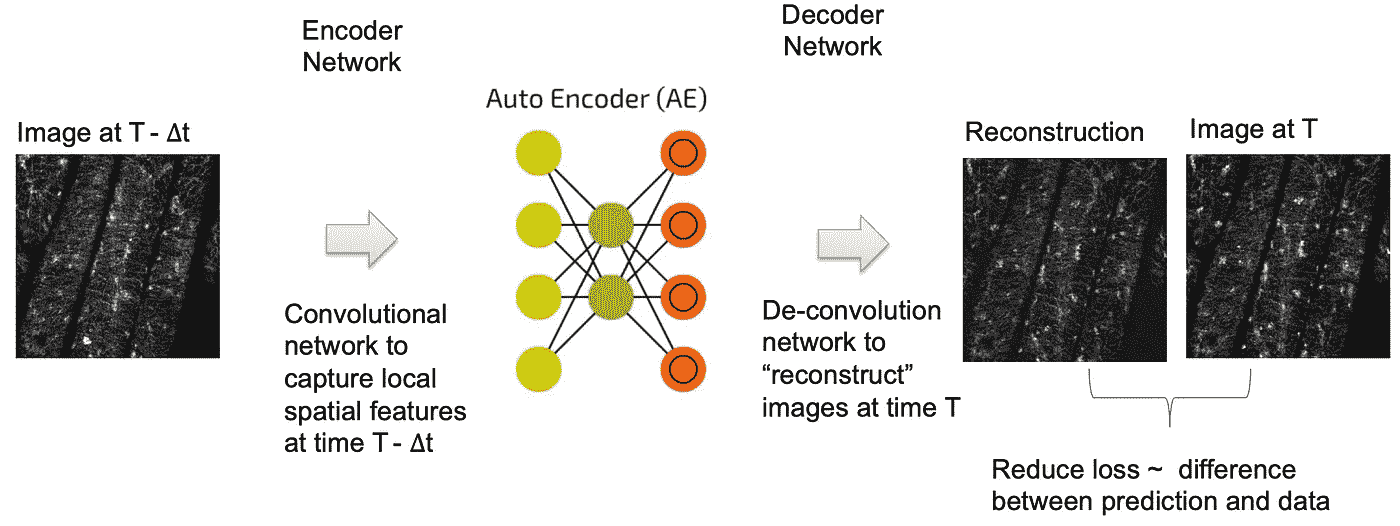 Encoder
Network
Decoder
Network
Auto Encoder (AE)
Image at T - Δt
Reconstruction
Image at T
Convolutional
network to
capture local
spatial features
at time T - Δt
De-convolution
network to
“reconstruct”
images at time T
Reduce loss ~ difference
between prediction and data